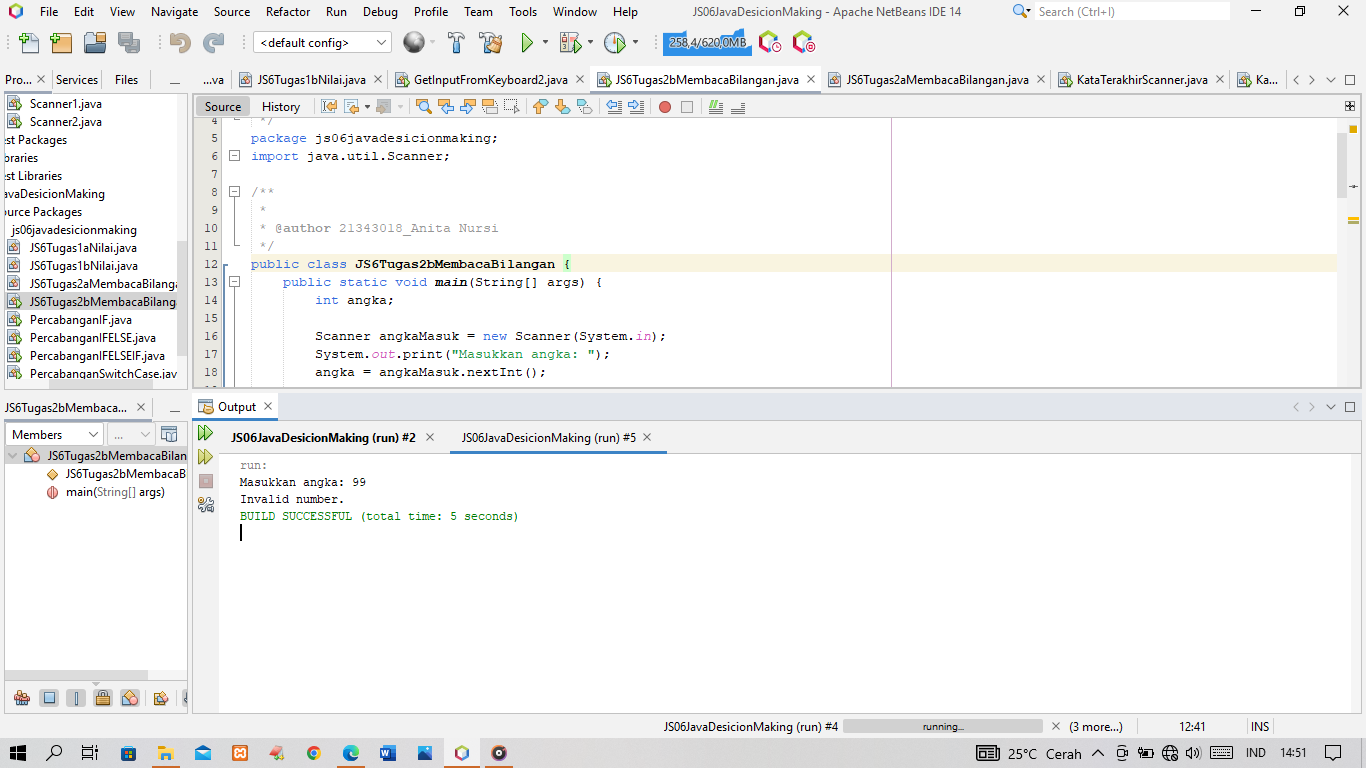 JS06JavaDesicionMaking - Apache NetBeans IDE 14
File Edit View Navigate Source Refactor Run Debug Profile Team Tools Window Help
Search (Ctrl+I)
<default config>
258,4/620,0MB
Pro... Services Files
...va JS6Tugas1bNilai.java GetInputFromKeyboard2.java JS6Tugas2bMembacaBilangan.java JS6Tugas2aMembacaBilangan.java KataTerakhirScanner.java Ka...
Source History
Scanner1.java
Scanner2.java
est Packages
braries
est Libraries
avaDesicionMaking
ource Packages
js06javadesicionmaking
JS6Tugas1aNilai.java
JS6Tugas1bNilai.java
JS6Tugas2aMembacaBilanga
JS6Tugas2bMembacaBilang
PercabanganIF.java
PercabanganIFELSE.java
PercabanganIFELSEIF.java
PercabanganSwitchCase.jav
4 */
5 package js06javadesicionmaking;
6 import java.util.Scanner;
7
8 /**
9 *
10 * @author 21343018_Anita Nursi
11 */
12 public class JS6Tugas2bMembacaBilangan {
13 public static void main(String[] args) {
14 int angka;
15
16 Scanner angkaMasuk = new Scanner(System.in);
17 System.out.print("Masukkan angka: ");
18 angka = angkaMasuk.nextInt();
JS6Tugas2bMembaca...
Members ...
JS6Tugas2bMembacaBilan
JS6Tugas2bMembacaB
main(String[] args)
Output
JS06JavaDesicionMaking (run) #2 JS06JavaDesicionMaking (run) #5
run:
Masukkan angka: 99
Invalid number.
BUILD SUCCESSFUL (total time: 5 seconds)
JS06JavaDesicionMaking (run) #4 running... (3 more...) 12:41 INS
25°C Cerah IND 14:51